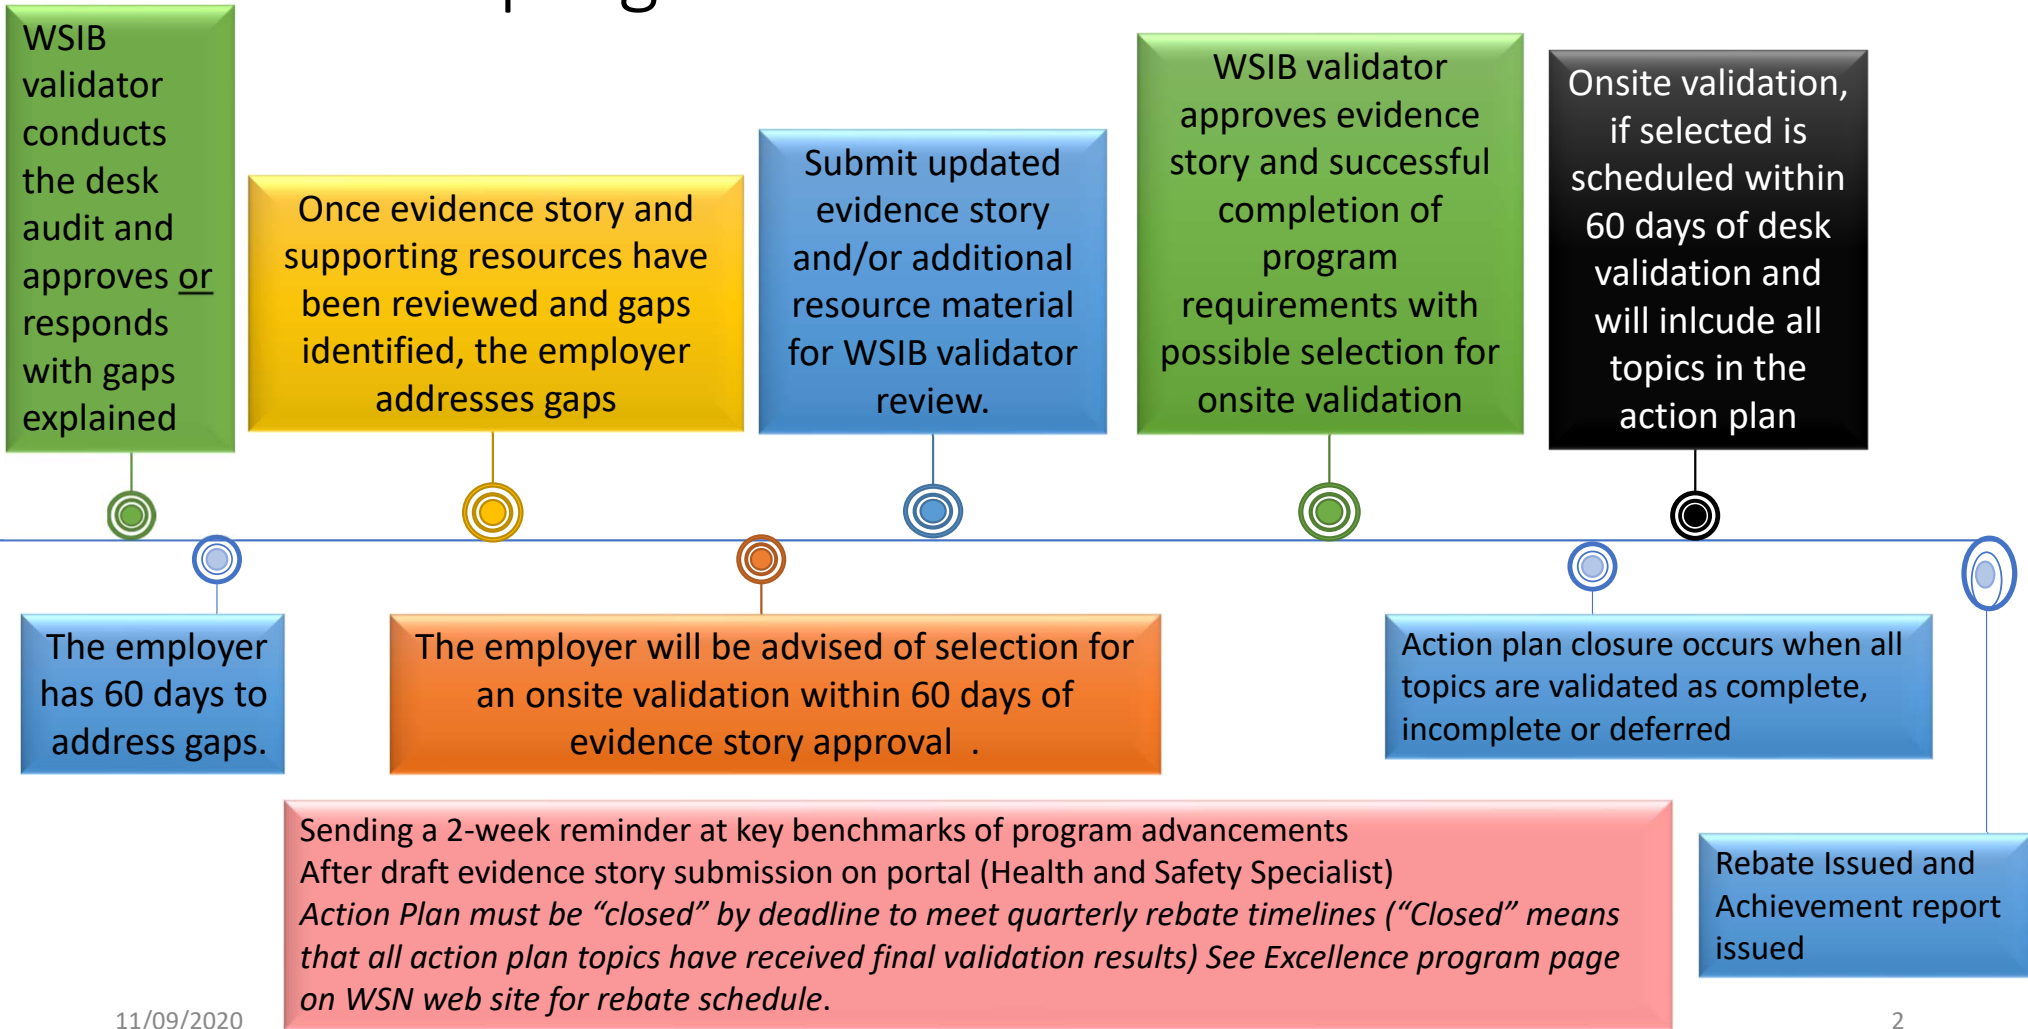 WSIB
validator
conducts
the desk
audit and
approves or
responds
with gaps
explained
Once evidence story and
supporting resources have
been reviewed and gaps
identified, the employer
addresses gaps
Submit updated
evidence story
and/or additional
resource material
for WSIB validator
review.
WSIB validator
approves evidence
story and successful
completion of
program
requirements with
possible selection for
onsite validation
Onsite validation,
if selected is
scheduled within
60 days of desk
validation and
will inlcude all
topics in the
action plan
The employer
has 60 days to
address gaps.
The employer will be advised of selection for
an onsite validation within 60 days of
evidence story approval  .
Action plan closure occurs when all
topics are validated as complete,
incomplete or deferred
Rebate Issued and
Achievement report
issued
Sending a 2-week reminder at key benchmarks of program advancements
After draft evidence story submission on portal (Health and Safety Specialist)
Action Plan must be “closed” by deadline to meet quarterly rebate timelines (“Closed” means
that all action plan topics have received final validation results) See Excellence program page
on WSN web site for rebate schedule.
11/09/2020
2